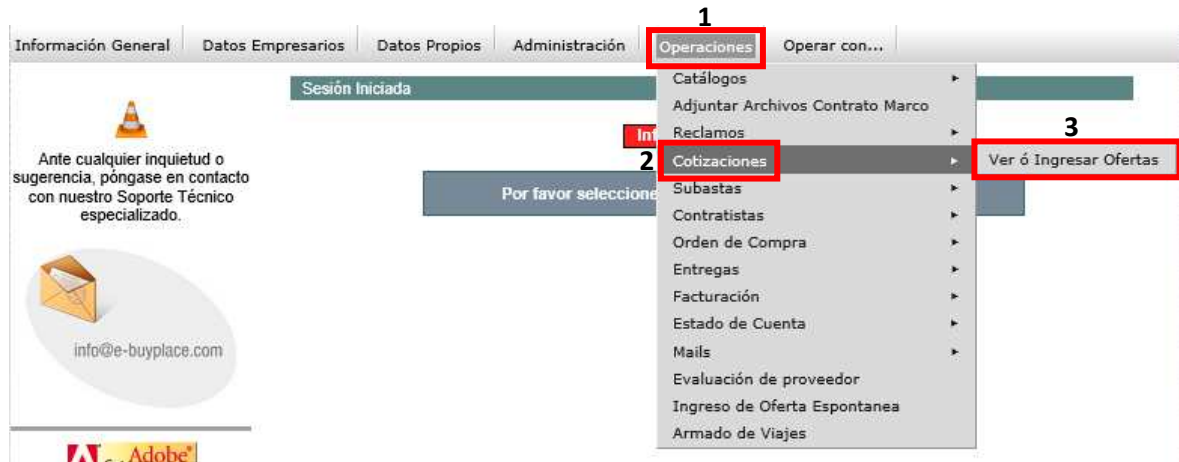 1
Información General Datos Empresarios Datos Propios Administración Operaciones Operar con...
Sesión Iniciada
Catálogos
Adjuntar Archivos Contrato Marco
Reclamos
2 Cotizaciones
3
Ver ó Ingresar Ofertas
Por favor seleccione
Subastas
Contratistas
Orden de Compra
Entregas
Facturación
Estado de Cuenta
Mails
Evaluación de proveedor
Ingreso de Oferta Espontanea
Armado de Viajes
Ante cualquier inquietud o
sugerencia, póngase en contacto
con nuestro Soporte Técnico
especializado.
info@e-buyplace.com
Adobe